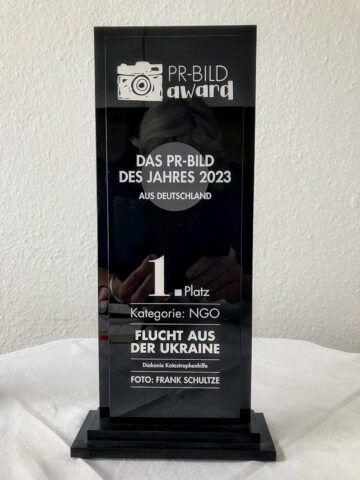 PR-BILD
award
DAS PR-BILD
DES JAHRES 2023
AUS DEUTSCHLAND
1. Platz
Kategorie: NGO
FLUCHT AUS
DER UKRAINE
Diakonie Katastrophenhilfe
FOTO: FRANK SCHULTZE